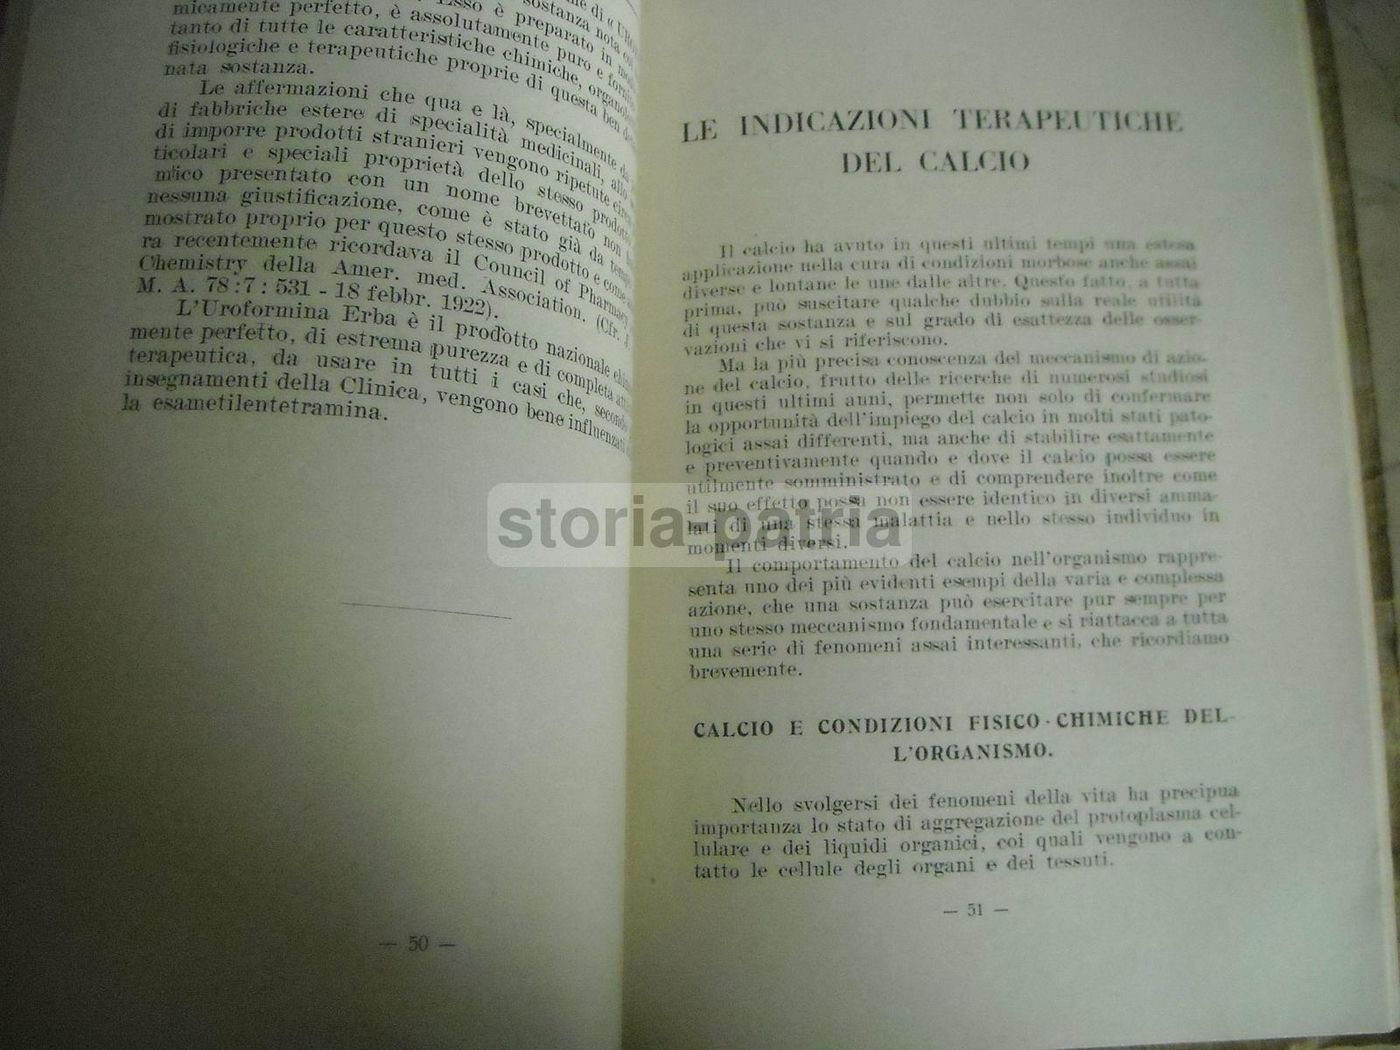 sostanza nota col
micamente perfetto, è assolutamente puro e
tanto di tutte le caratteristiche chimiche,
fisiologiche e terapeutiche proprie di questa ben
nata sostanza.
Le affermazioni che qua e là, specialmente da
di fabbriche estere di specialità medicinali, allo
di imporre prodotti stranieri vengono ripetute
ticolari e speciali proprietà dello stesso
mico presentato con un nome brevettato non
nessuna giustificazione, come è stato già da
mostrato proprio per questo stesso prodotto e come
ra recentemente ricordava il Council of Pharmacy
Chemistry della Amer. med. Association. (Cfr.
M. A. 78:7: 531 - 18 febbr. 1922).
L'Uroformina Erba è il prodotto nazionale
mente perfetto, di estrema purezza e di completa
terapeutica, da usare in tutti i casi che,
insegnamenti della Clinica, vengono bene influenzati
la esametilentetramina.
— 50 —
LE INDICAZIONI TERAPEUTICHE
DEL CALCIO
Il calcio ha avuto in questi ultimi tempi una estesa
applicazione nella cura di condizioni morbose anche assai
diverse e lontane le une dalle altre. Questo fatto, a tutta
prima, può suscitare qualche dubbio sulla reale utilità
di questa sostanza e sul grado di esattezza delle osser-
vazioni che vi si riferiscono.
Ma la più precisa conoscenza del meccanismo di azio-
ne del calcio, frutto delle ricerche di numerosi studiosi
in questi ultimi anni, permette non solo di confermare
la opportunità dell'impiego del calcio in molti stati pato-
logici assai differenti, ma anche di stabilire esattamente
e preventivamente quando e dove il calcio possa essere
utilmente somministrato e di comprendere inoltre come
il suo effetto possa non essere identico in diversi amma-
lati di una stessa malattia e nello stesso individuo in
momenti diversi.
Il comportamento del calcio nell'organismo rappre-
senta uno dei più evidenti esempi della varia e complessa
azione, che una sostanza può esercitare pur sempre per
uno stesso meccanismo fondamentale e si riattacca a tutta
una serie di fenomeni assai interessanti, che ricordiamo
brevemente.
CALCIO E CONDIZIONI FISICO-CHIMICHE DEL-
L'ORGANISMO.
Nello svolgersi dei fenomeni della vita ha precipua
importanza lo stato di aggregazione del protoplasma cel-
lulare e dei liquidi organici, coi quali vengono a con-
tatto le cellule degli organi e dei tessuti.
— 51 —
storia patria